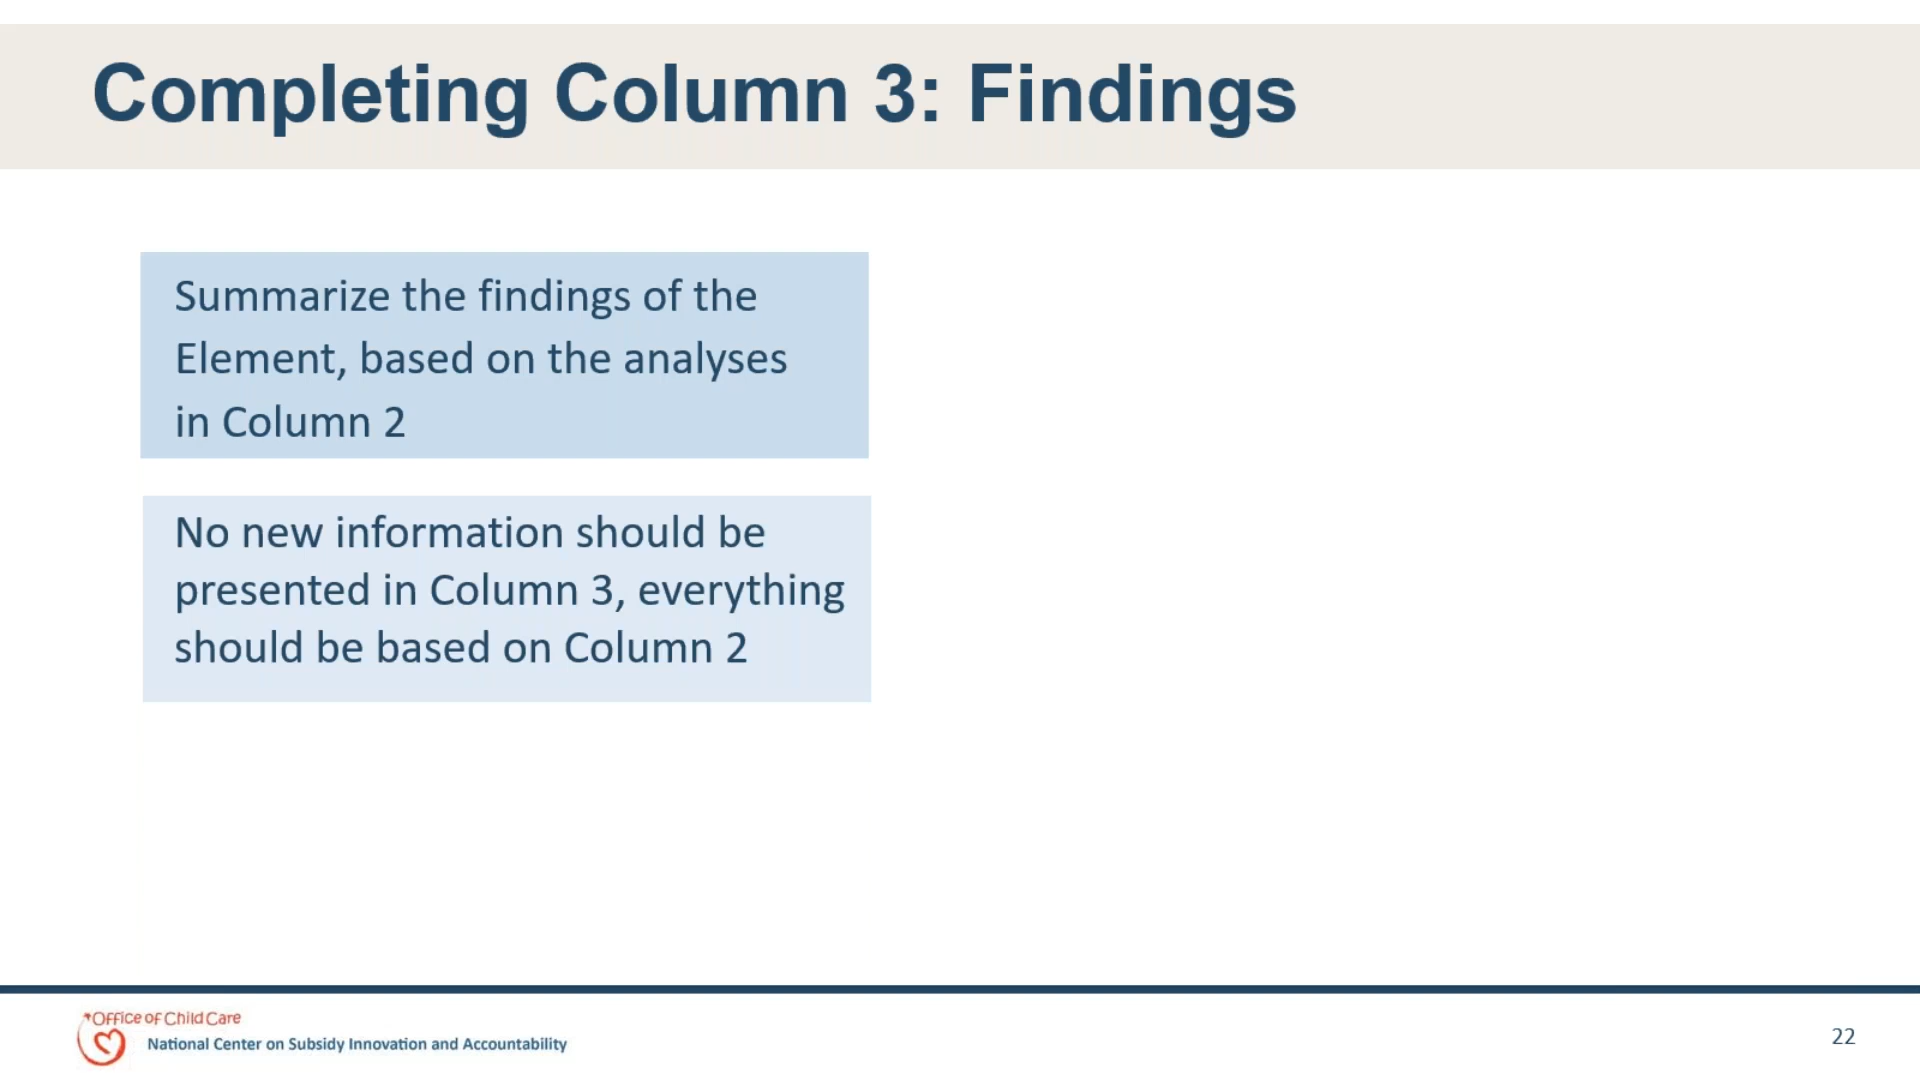 Completing Column 3: Findings
Summarize the findings of the
Element, based on the analyses
in Column 2
No new information should be
presented in Column 3, everything
should be based on Column 2
Office of Child Care
National Center on Subsidy Innovation and Accountability
22